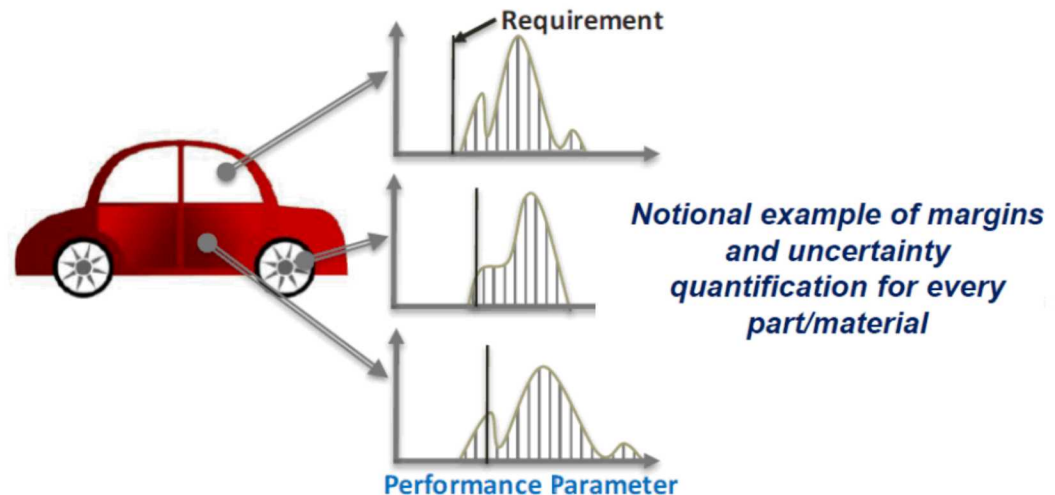 Requirement
Notional example of margins
and uncertainty
quantification for every
part/material
Performance Parameter